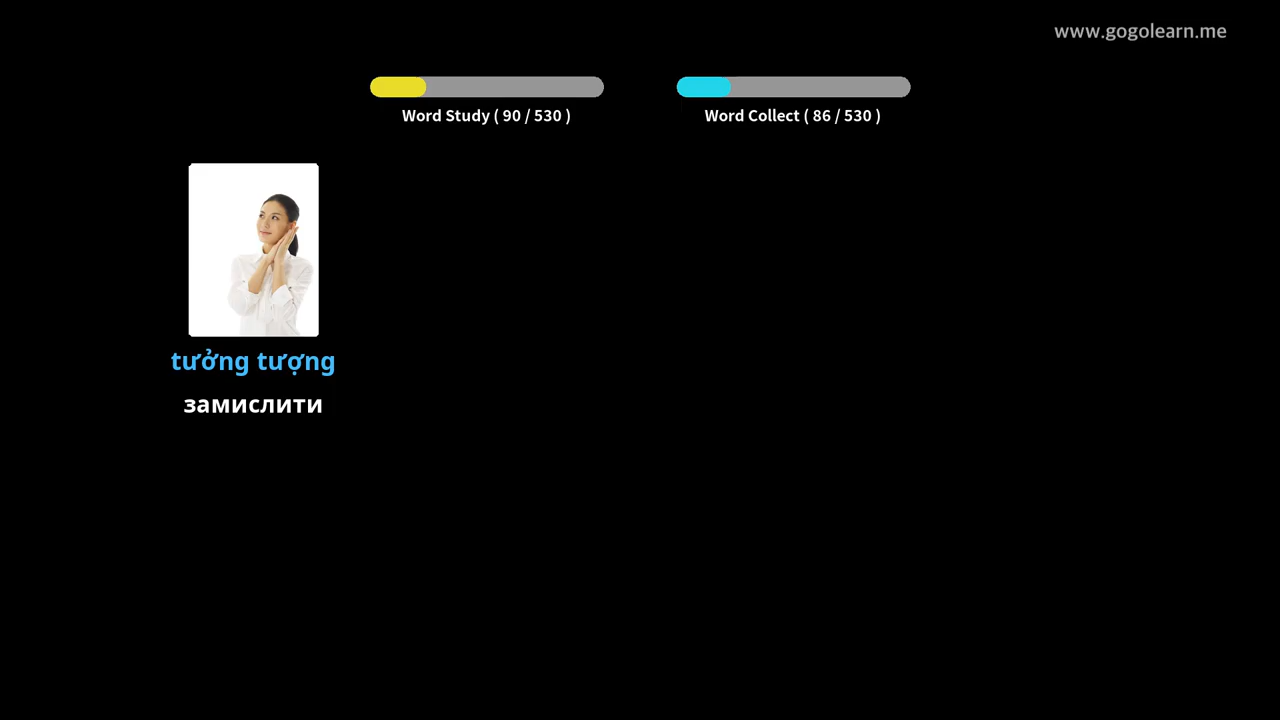 www.gogolearn.me
Word Study ( 90 / 530 )
Word Collect ( 86 / 530 )
tưởng tượng
замислити